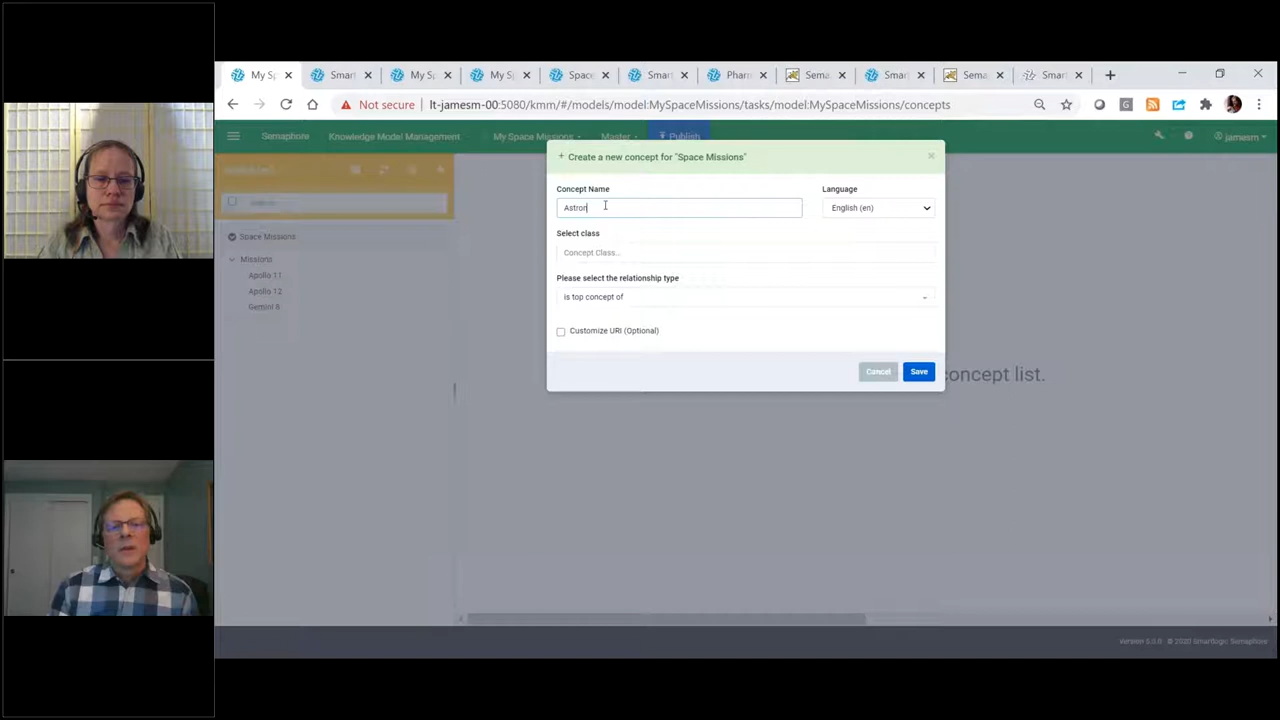 My Sp
Smart
My Sp
My Sp
Space
Smart
Pharm
Sema
Smart
Sema
Smart
Not secure
lt-jamesm-00:5080/kmm/#/models/model:MySpaceMissions/tasks/model:MySpaceMissions/concepts
Semaphore
Knowledge Model Management
My Space Missions
Master
Publish
jamesm
+ Create a new concept for "Space Missions"
Concept Name
Language
Astron
English (en)
Select class
Concept Class...
Please select the relationship type
is top concept of
Customize URI (Optional)
Cancel
Save
Space Missions
Missions
Apollo 11
Apollo 12
Gemini 8
concept list.
Version 5.0.0 © 2020 Smartlogic Semaphore